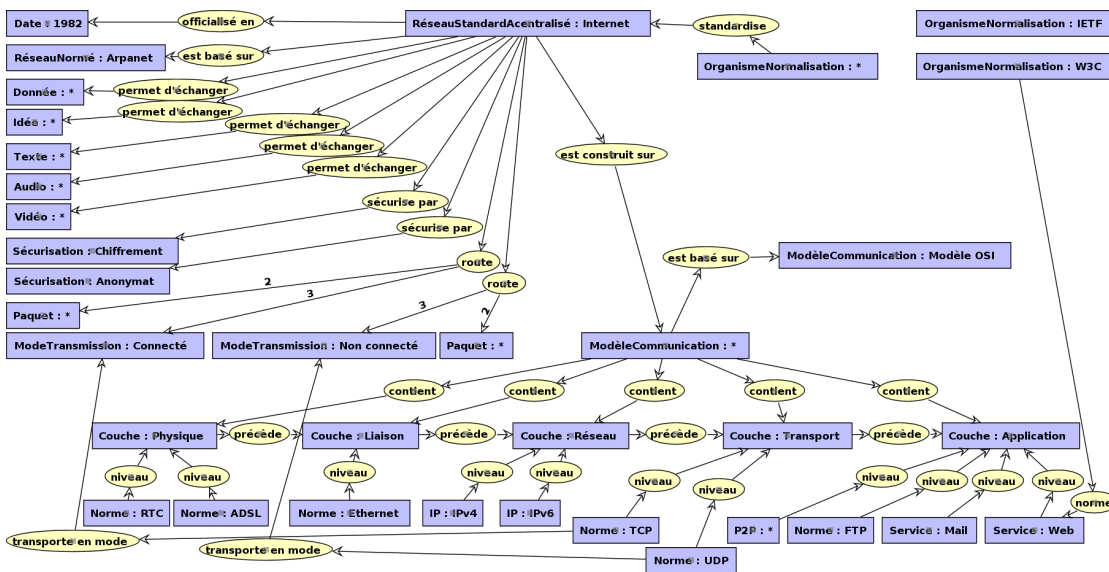 Date : 1982
officialisé en
RéseauStandardAcentralisé : Internet
standardise
OrganismeNormalisation : IETF
RéseauNormé : Arpanet
est basé sur
OrganismeNormalisation : *
OrganismeNormalisation : W3C
Donnée : *
permet d'échanger
Idée : *
permet d'échanger
permet d'échanger
Texte : *
permet d'échanger
est construit sur
permet d'échanger
Audio : *
Vidéo : *
sécurise par
sécurise par
Sécurisation : Chiffrement
est basé sur
ModèleCommunication : Modèle OSI
Sécurisation : Anonymat
route
route
2
3
3
2
Paquet : *
ModeTransmission : Connecté
ModeTransmission : Non connecté
Paquet : *
ModèleCommunication : *
contient
contient
contient
contient
contient
Couche : Physique
précède
Couche : Liaison
précède
Couche : Réseau
précède
Couche : Transport
précède
Couche : Application
niveau
niveau
niveau
niveau
niveau
niveau
niveau
niveau
niveau
niveau
niveau
norme
Norme : RTC
Norme : ADSL
Norme : Ethernet
IP : IPv4
IP : IPv6
Norme : TCP
P2P : *
Norme : FTP
Service : Mail
Service : Web
transporte en mode
transporte en mode
Norme : UDP